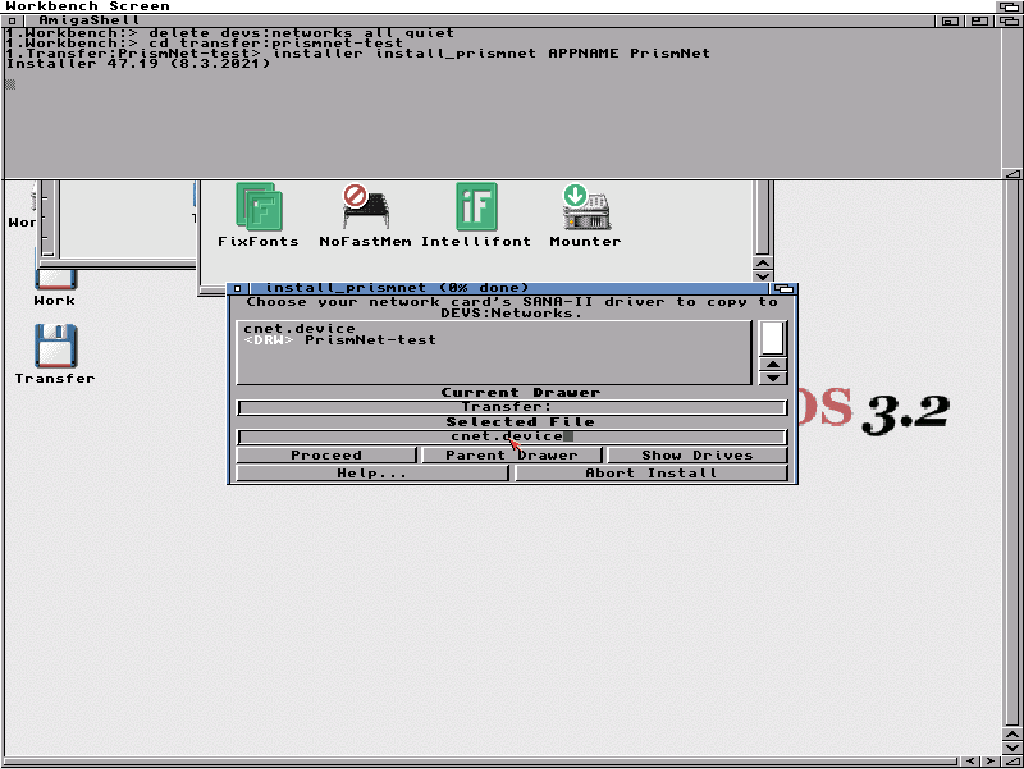 Workbench Screen
AmigaShell
1.Workbench:> delete devs:networks all quiet
1.Workbench:> cd transfer:prismnet-test
1.Transfer:PrismNet-test> installer install_prismnet APPNAME PrismNet
Installer 47.19 (8.3.2021)
Wor
T
FixFonts NoFastMem Intellifont Mounter
iF
Work
Transfer
install_prismnet (0% done)
Choose your network card's SANA-II driver to copy to
DEVS:Networks.
cnet.device
<DRW> PrismNet-test
Current Drawer
Transfer:
Selected File
cnet.device
Proceed Parent Drawer Show Drives
Help... Abort Install
OS 3.2